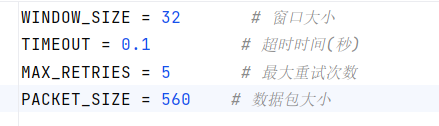 WINDOW_SIZE = 32 # 窗口大小
TIMEOUT = 0.1 # 超时时间(秒)
MAX_RETRIES = 5 # 最大重试次数
PACKET_SIZE = 560 # 数据包大小